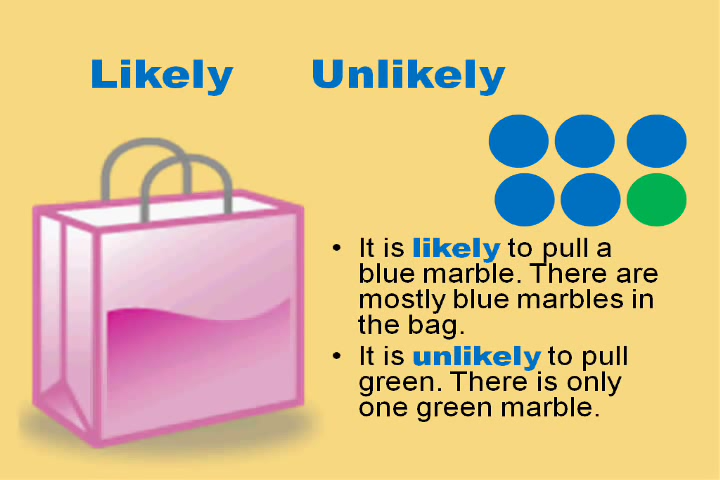 Likely Unlikely
• It is likely to pull a
blue marble. There are
mostly blue marbles in
the bag.
• It is unlikely to pull
green. There is only
one green marble.